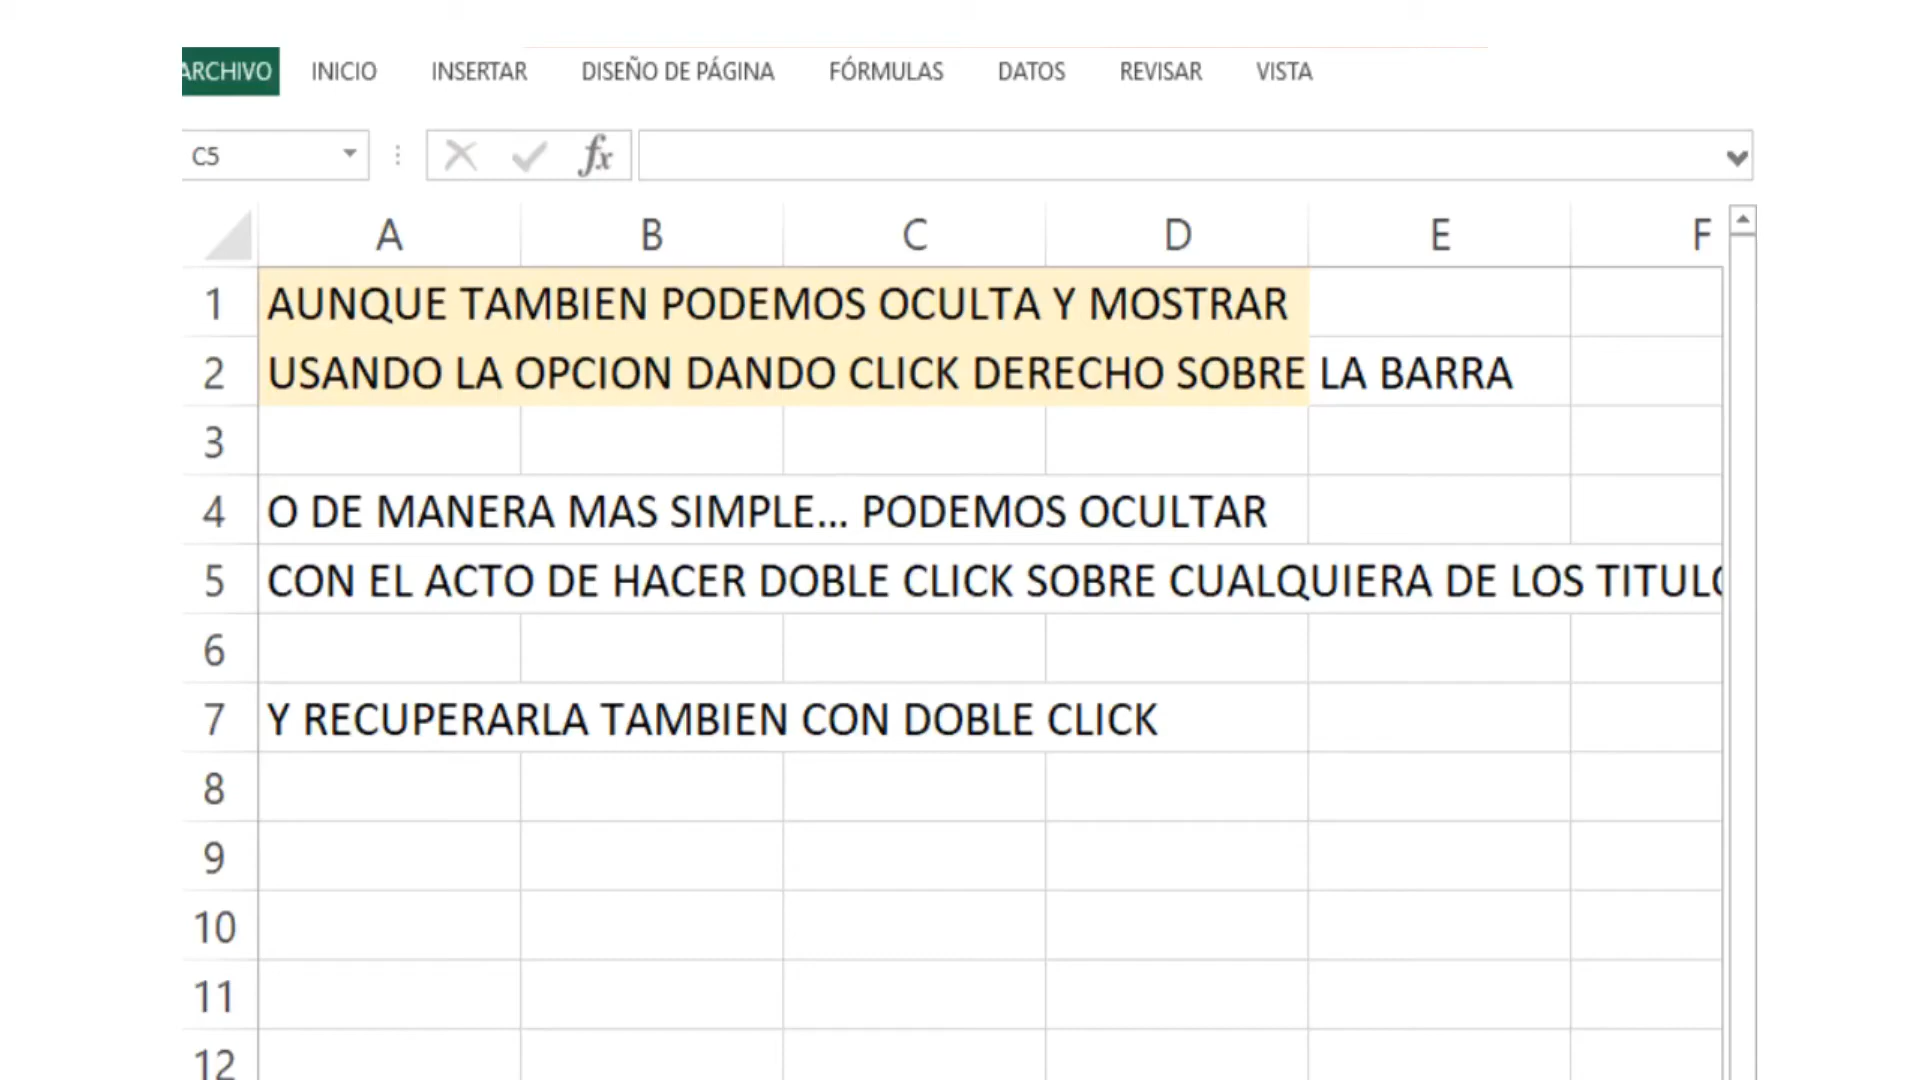 ARCHIVO INICIO INSERTAR DISEÑO DE PÁGINA FÓRMULAS DATOS REVISAR VISTA
C5 fx
A B C D E F
1 AUNQUE TAMBIEN PODEMOS OCULTA Y MOSTRAR
2 USANDO LA OPCION DANDO CLICK DERECHO SOBRE LA BARRA
3
4 O DE MANERA MAS SIMPLE... PODEMOS OCULTAR
5 CON EL ACTO DE HACER DOBLE CLICK SOBRE CUALQUIERA DE LOS TITULO
6
7 Y RECUPERARLA TAMBIEN CON DOBLE CLICK
8
9
10
11
12